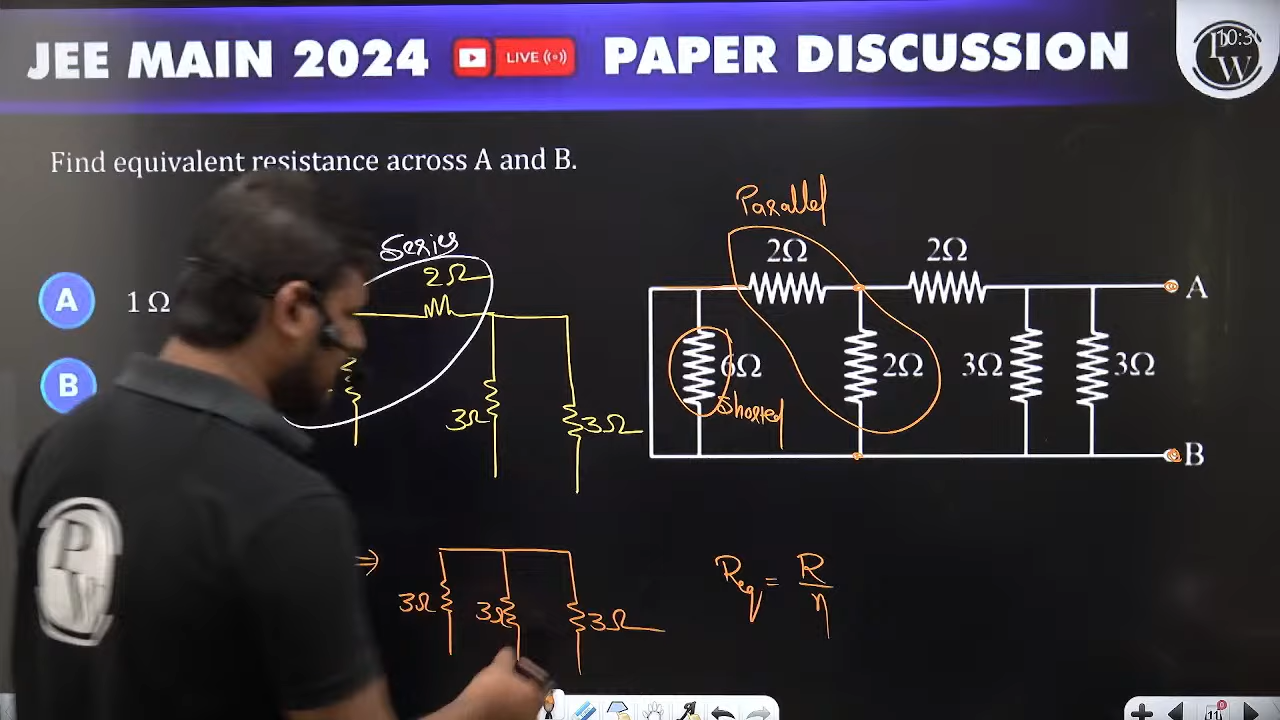 JEE MAIN 2024 LIVE PAPER DISCUSSION
Find equivalent resistance across A and B.
A 1 Ω
B
Series
2Ω
3Ω
3Ω
Parallel
2Ω
2Ω
A
6Ω
2Ω
3Ω
3Ω
Shorted
B
⇒
3Ω
3Ω
3Ω
Req = R/n
P
W
11